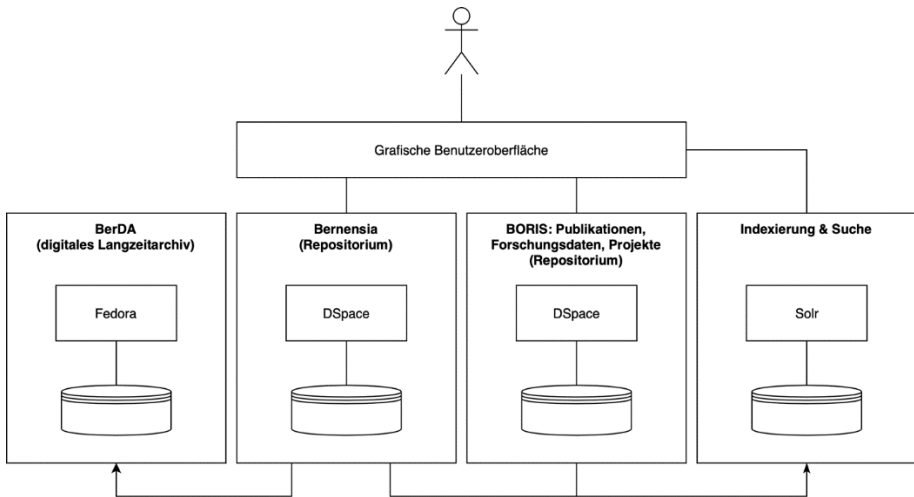 Grafische Benutzeroberfläche
BerDA
(digitales Langzeitarchiv)
Fedora
Bernensia
(Repositorium)
DSpace
BORIS: Publikationen,
Forschungsdaten, Projekte
(Repositorium)
DSpace
Indexierung & Suche
Solr